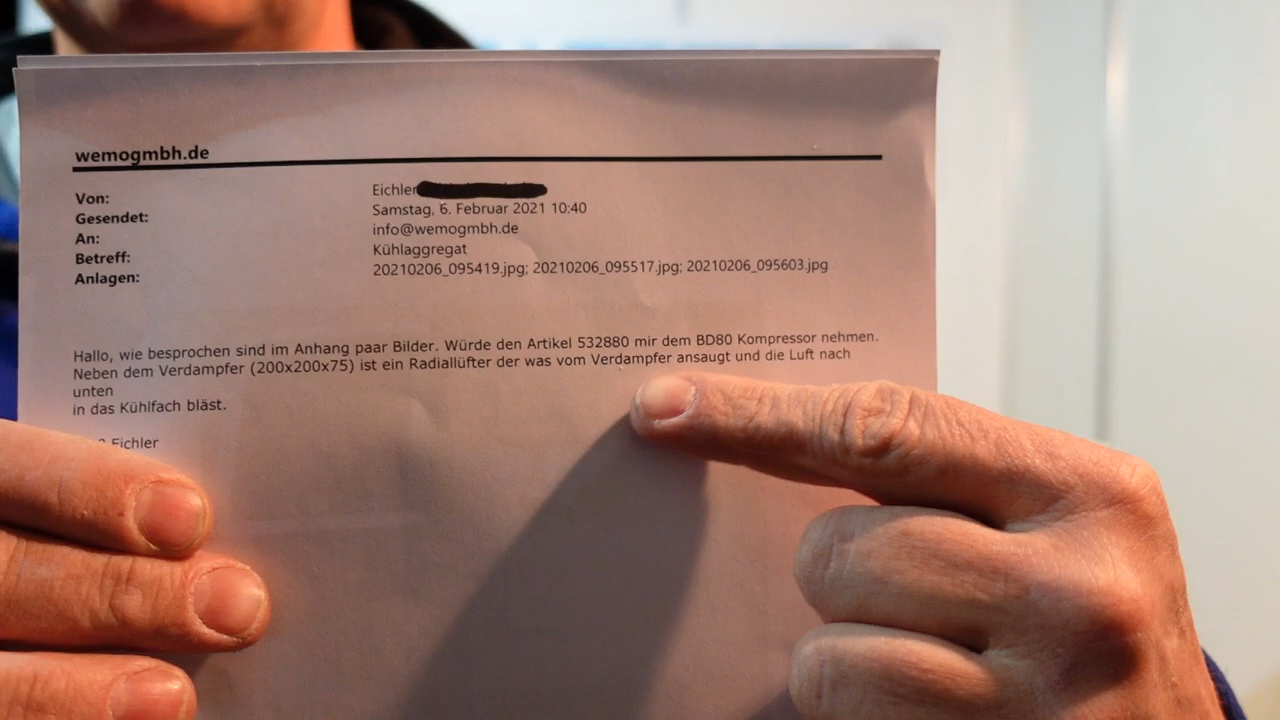 wemogmbh.de
Von: Eichler
Gesendet: Samstag, 6. Februar 2021 10:40
An: info@wemogmbh.de
Betreff: Kühlaggregat
Anlagen: 20210206_095419.jpg; 20210206_095517.jpg; 20210206_095603.jpg
Hallo, wie besprochen sind im Anhang paar Bilder. Würde den Artikel 532880 mir dem BD80 Kompressor nehmen.
Neben dem Verdampfer (200x200x75) ist ein Radiallüfter der was vom Verdampfer ansaugt und die Luft nach
unten
in das Kühlfach bläst.
Eichler